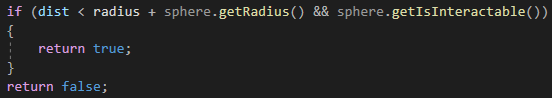 if (dist < radius + sphere.getRadius() && sphere.getIsInteractable())
{
    return true;
}
return false;